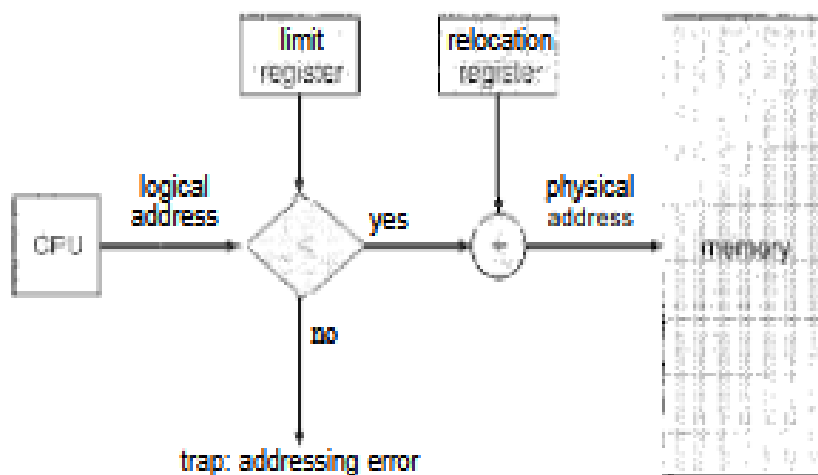 limit
register
relocation
register
logical
address
physical
address
CPU
<
yes
+
memory
no
trap: addressing error